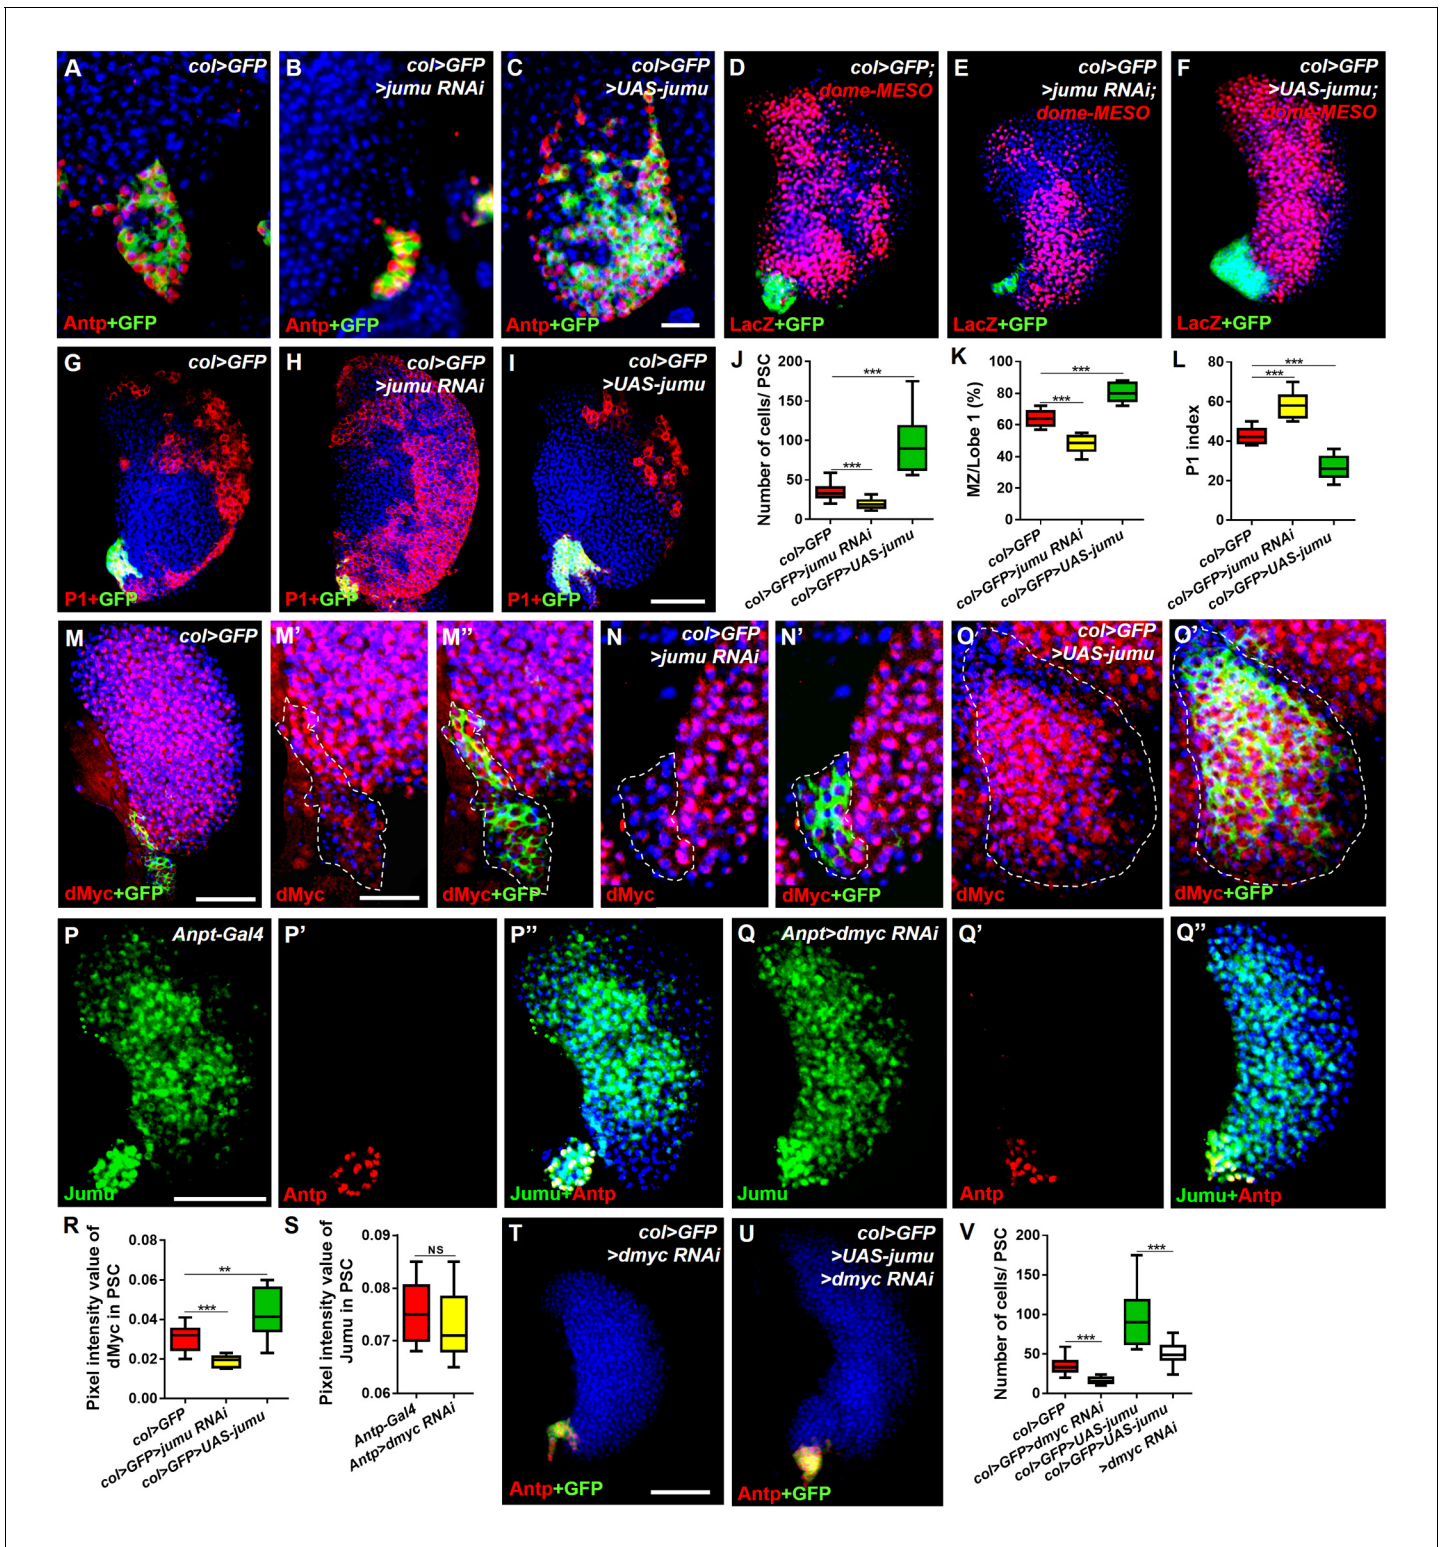 A
col>GFP
Antp+GFP
B
col>GFP
>jumu RNAi
Antp+GFP
C
col>GFP
>UAS-jumu
Antp+GFP
D
col>GFP;
dome-MESO
LacZ+GFP
E
col>GFP
>jumu RNAi;
dome-MESO
LacZ+GFP
F
col>GFP
>UAS-jumu;
dome-MESO
LacZ+GFP
G
col>GFP
P1+GFP
H
col>GFP
>jumu RNAi
P1+GFP
I
col>GFP
>UAS-jumu
P1+GFP
J
Number of cells/ PSC
200
150
100
50
0
***
***
col>GFP
col>GFP>jumu RNAi
col>GFP>UAS-jumu
K
MZ/Lobe 1 (%)
100
80
60
40
20
0
***
***
col>GFP
col>GFP>jumu RNAi
col>GFP>UAS-jumu
L
P1 index
80
60
40
20
0
***
***
col>GFP
col>GFP>jumu RNAi
col>GFP>UAS-jumu
M
col>GFP
dMyc+GFP
M'
dMyc
M''
dMyc+GFP
N
col>GFP
>jumu RNAi
dMyc
N'
dMyc+GFP
O
col>GFP
>UAS-jumu
dMyc
O'
dMyc+GFP
P
Anpt-Gal4
Jumu
P'
Antp
P''
Jumu+Antp
Q
Anpt>dmyc RNAi
Jumu
Q'
Antp
Q''
Jumu+Antp
R
Pixel intensity value of
dMyc in PSC
0.08
0.06
0.04
0.02
0.00
**
***
col>GFP
col>GFP>jumu RNAi
col>GFP>UAS-jumu
S
Pixel intensity value of
Jumu in PSC
0.09
0.08
0.07
0.06
NS
Antp-Gal4
Antp>dmyc RNAi
T
col>GFP
>dmyc RNAi
Antp+GFP
U
col>GFP
>UAS-jumu
>dmyc RNAi
Antp+GFP
V
Number of cells/ PSC
200
150
100
50
0
***
***
col>GFP
col>GFP>dmyc RNAi
col>GFP>UAS-jumu
col>GFP>UAS-jumu
>dmyc RNAi